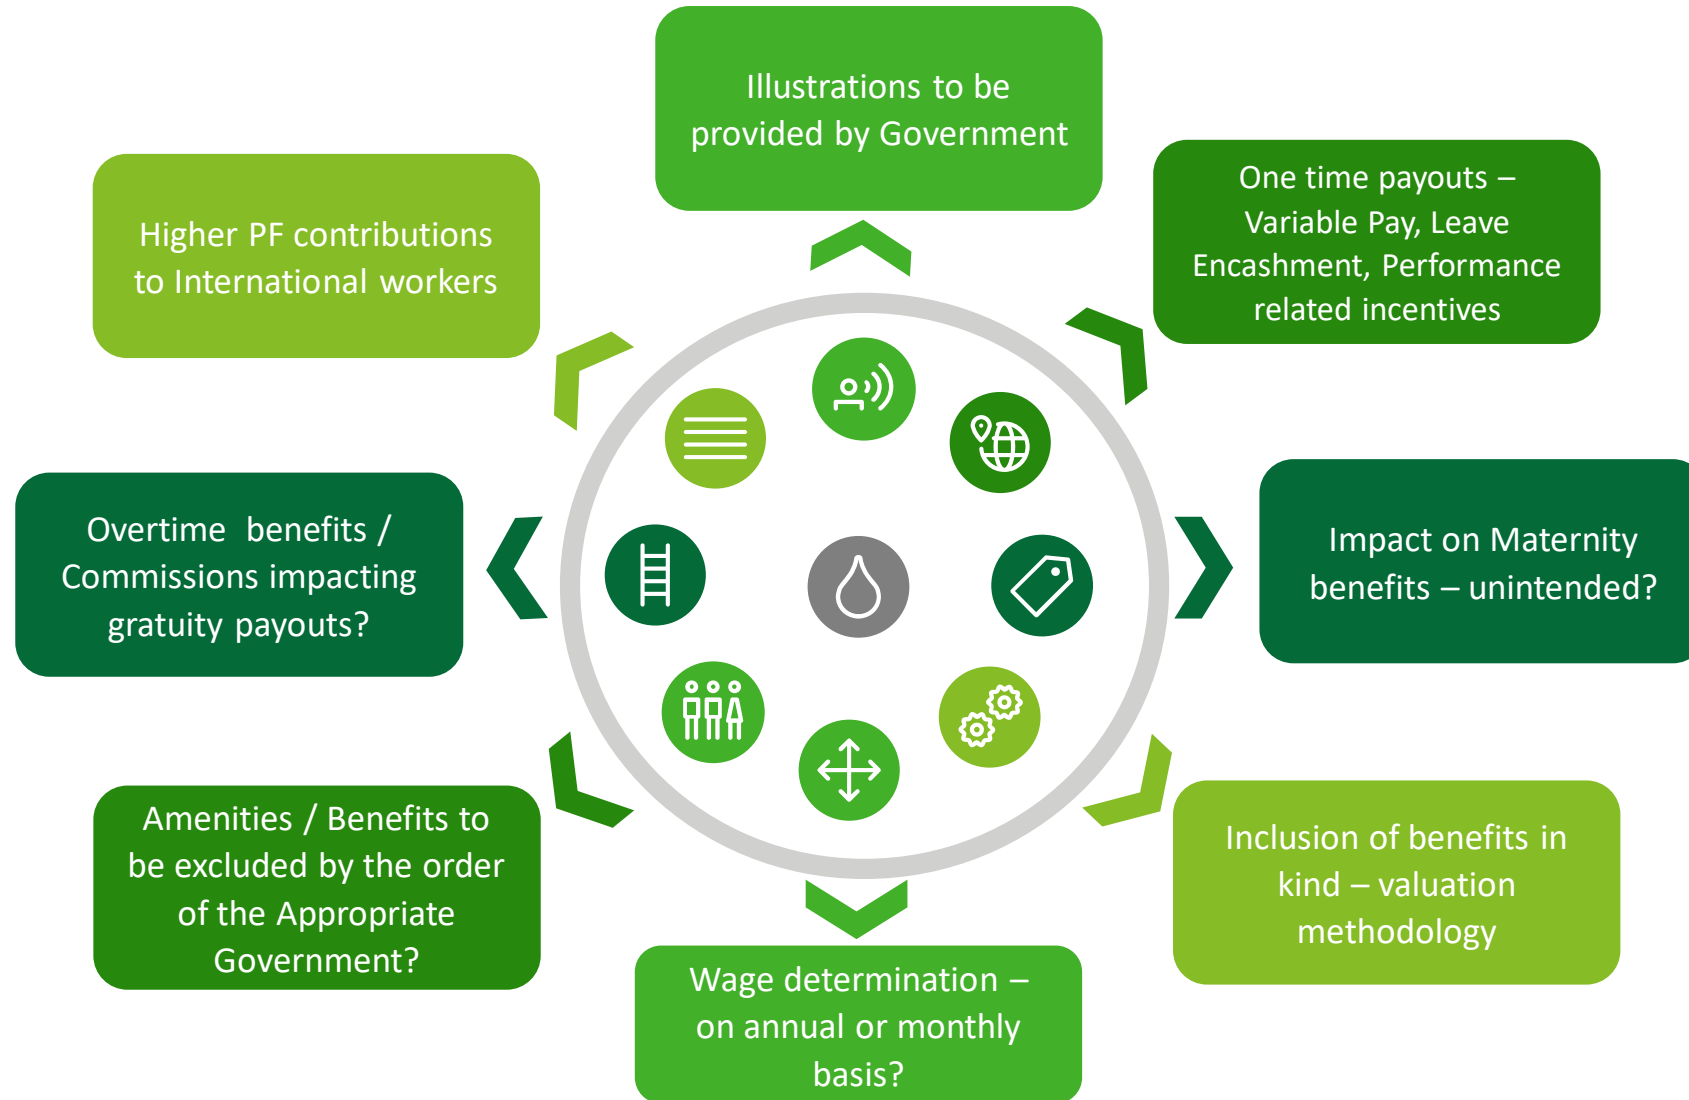 Illustrations to be
provided by Government
One time payouts –
Variable Pay, Leave
Encashment, Performance
related incentives
Impact on Maternity
benefits – unintended?
Inclusion of benefits in
kind – valuation
methodology
Wage determination –
on annual or monthly
basis?
Amenities / Benefits to
be excluded by the order
of the Appropriate
Government?
Overtime benefits /
Commissions impacting
gratuity payouts?
Higher PF contributions
to International workers